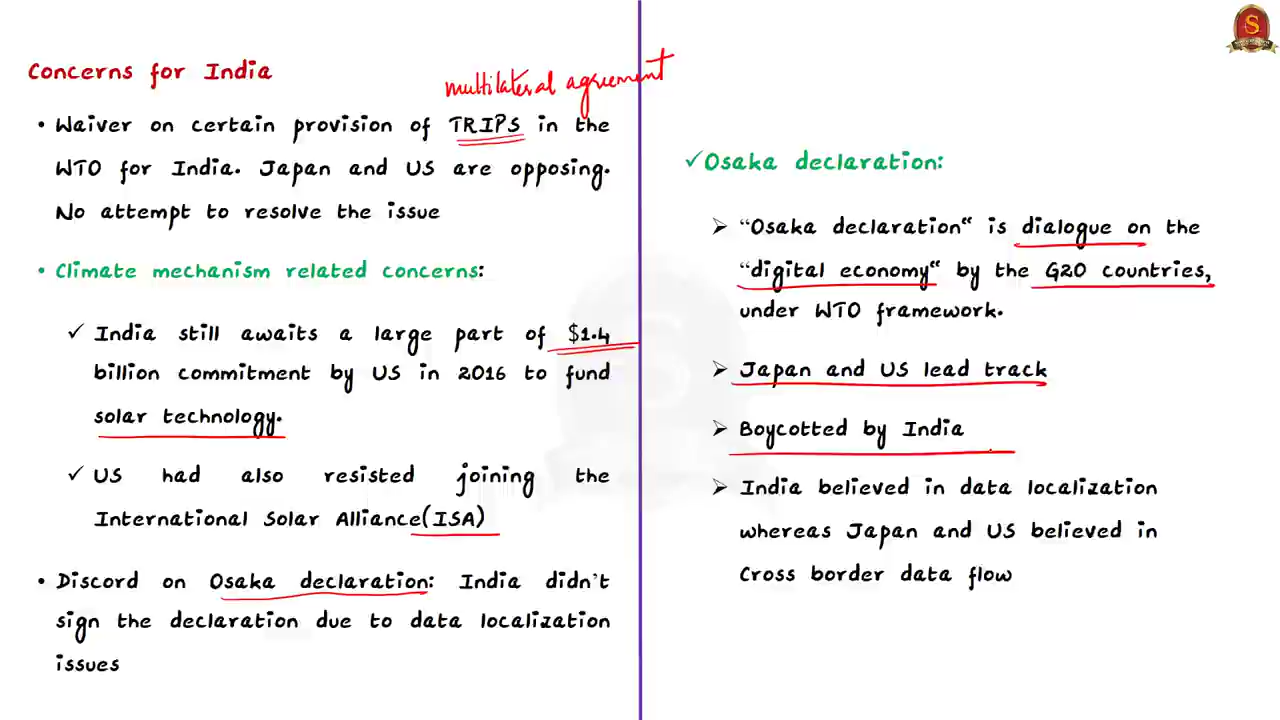 Concerns for India
multilateral agreement
• Waiver on certain provision of TRIPS in the
WTO for India. Japan and US are opposing.
No attempt to resolve the issue
• Climate mechanism related concerns:
✓ India still awaits a large part of $1.4
billion commitment by US in 2016 to fund
solar technology.
✓ US had also resisted joining the
International Solar Alliance(ISA)
• Discord on Osaka declaration: India didn't
sign the declaration due to data localization
issues
✓Osaka declaration:
➢ "Osaka declaration" is dialogue on the
"digital economy" by the G20 countries,
under WTO framework.
➢ Japan and US lead track
➢ Boycotted by India
➢ India believed in data localization
whereas Japan and US believed in
Cross border data flow
S